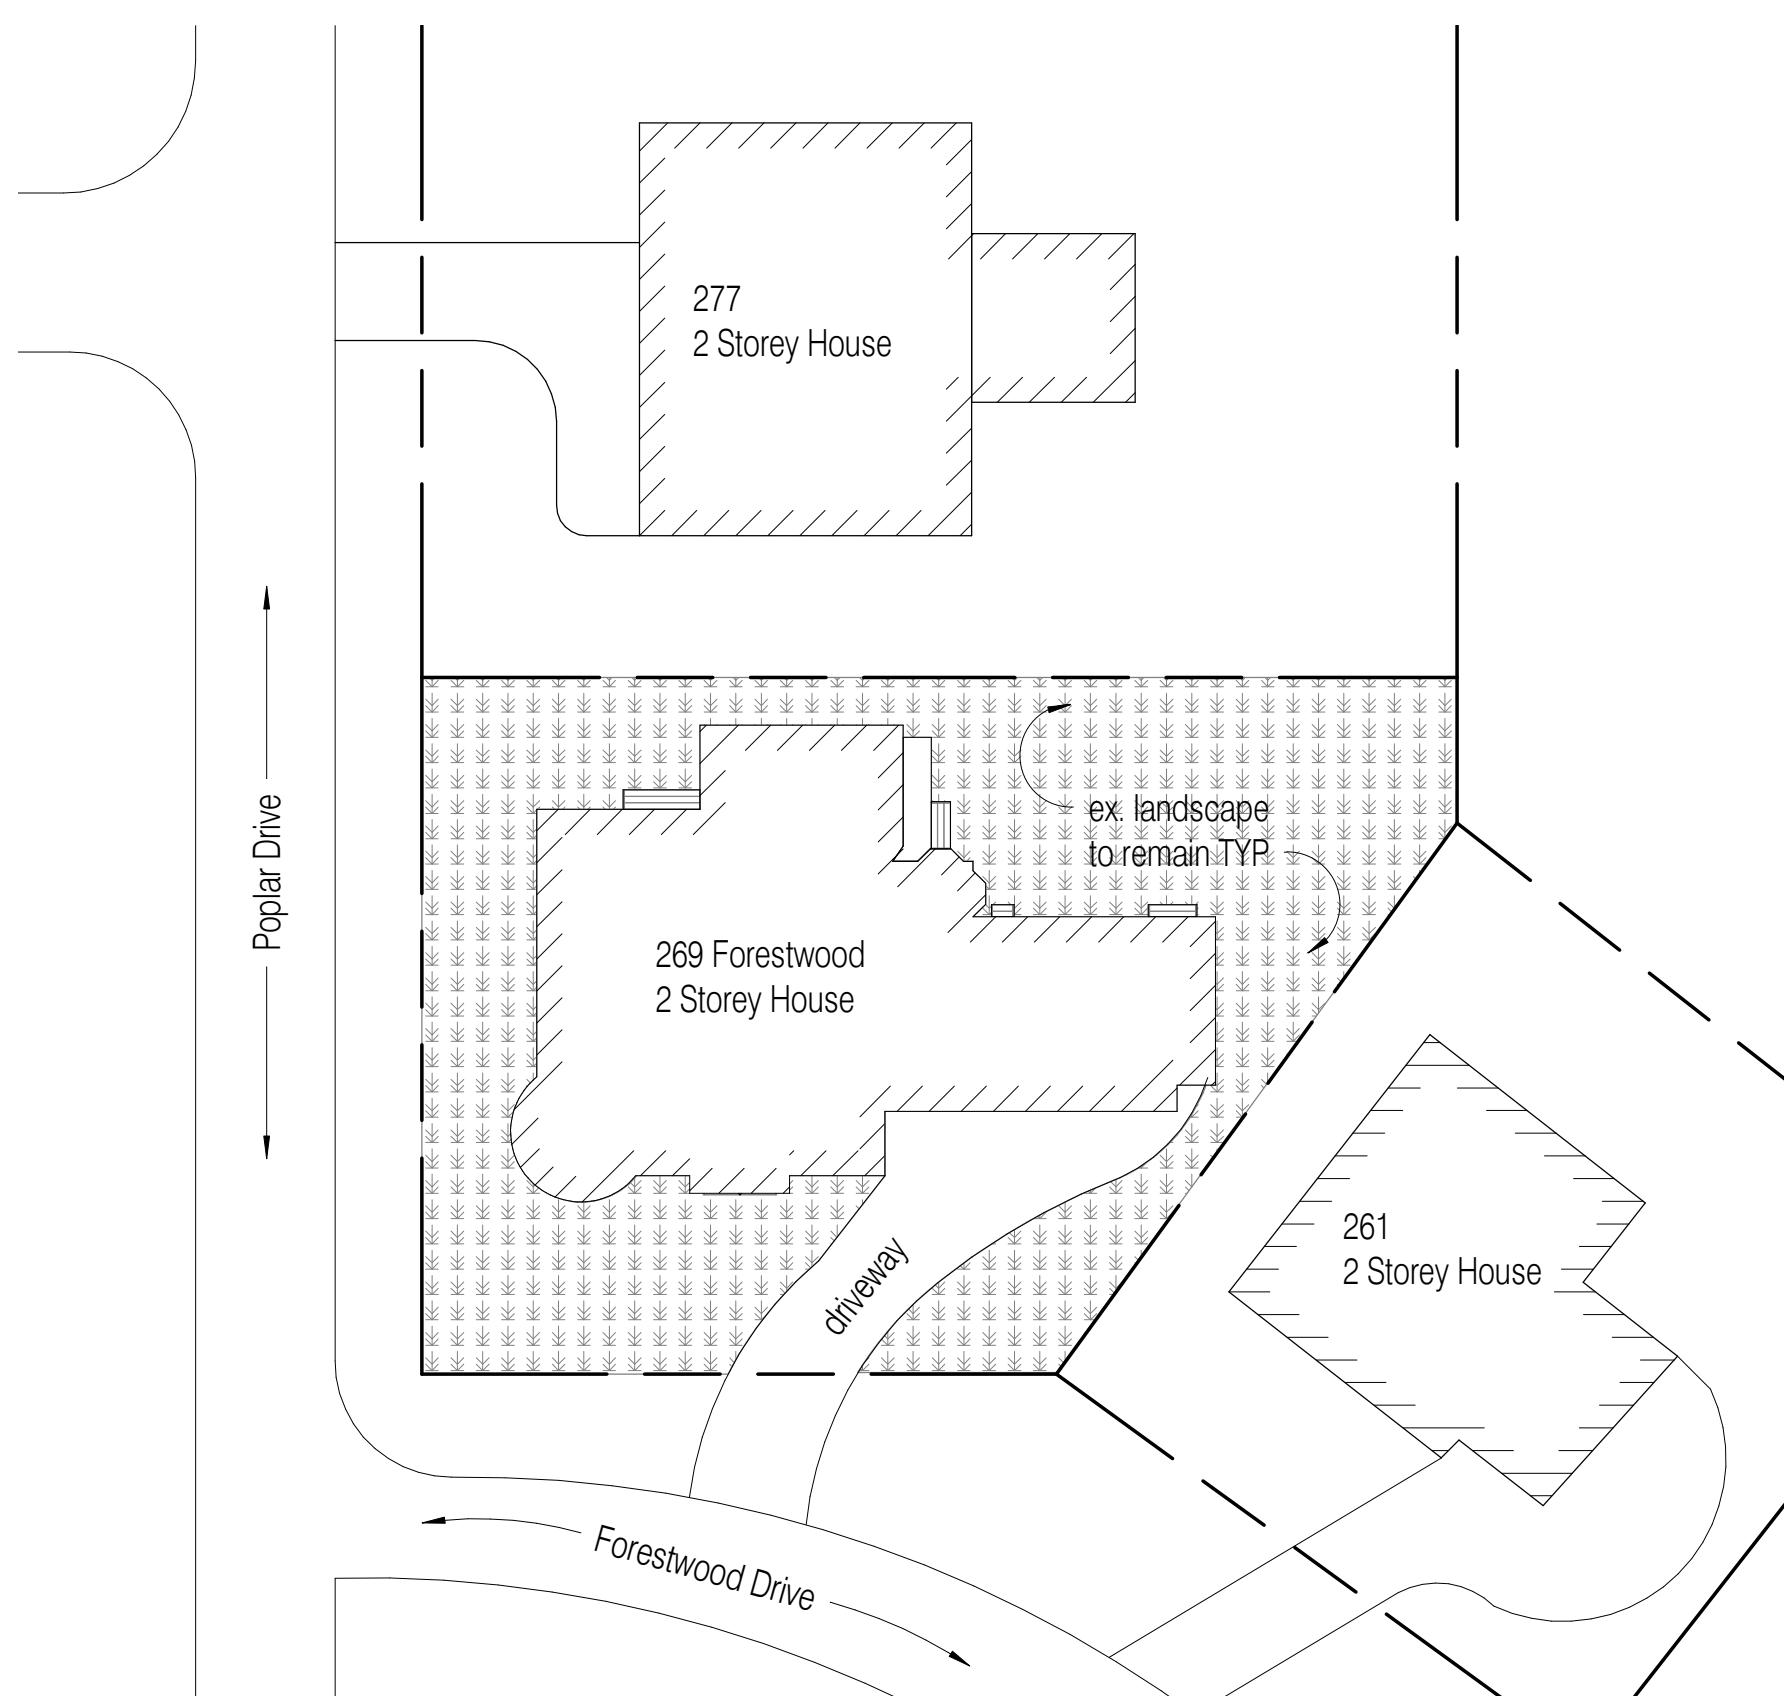 277
2 Storey House
Poplar Drive
ex. landscape
to remain TYP
269 Forestwood
2 Storey House
261
2 Storey House
driveway
Forestwood Drive